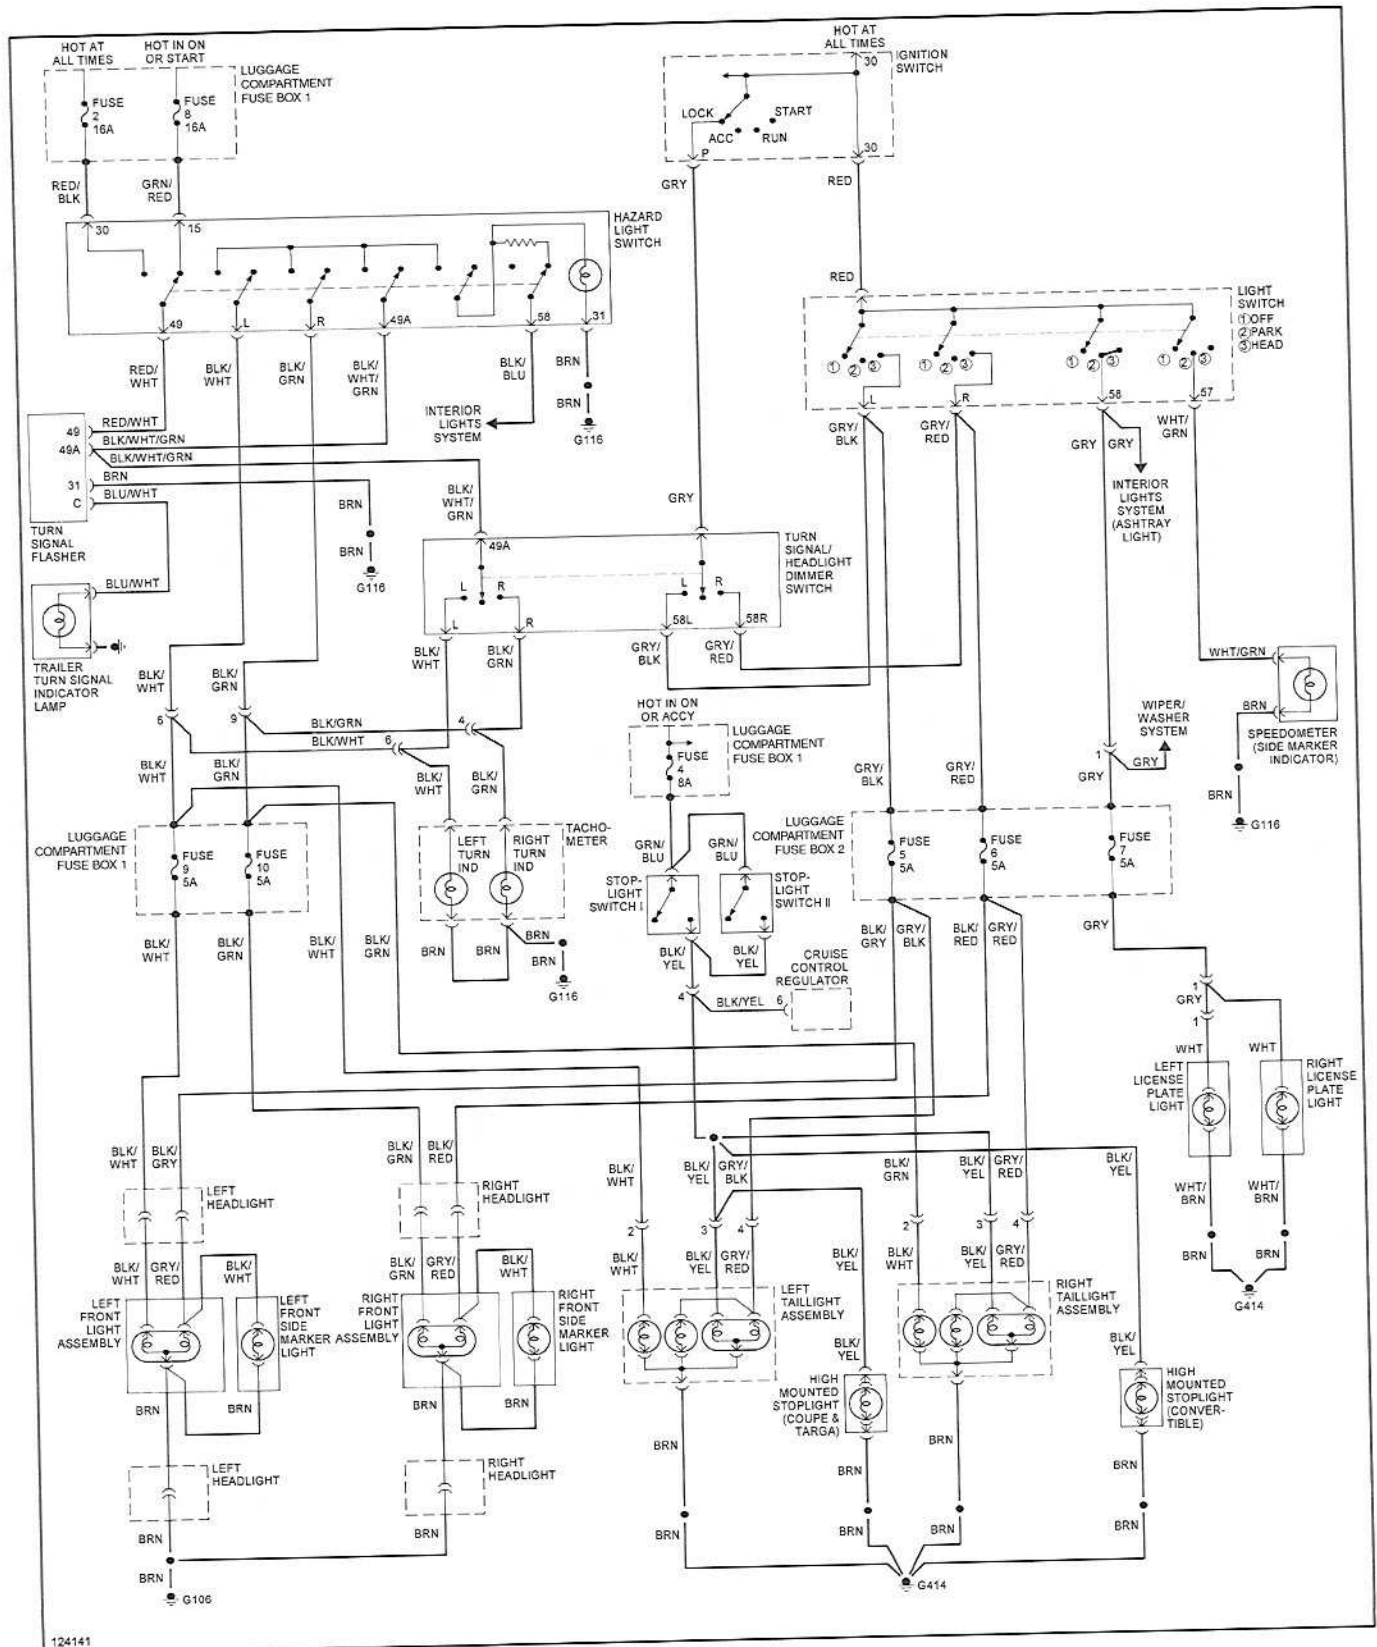 HOT AT
ALL TIMES
HOT IN ON
OR START
LUGGAGE
COMPARTMENT
FUSE BOX 1
FUSE
2
16A
FUSE
8
16A
RED/
BLK
GRN/
RED
HOT AT
ALL TIMES
30
IGNITION
SWITCH
LOCK
START
ACC
RUN
P
30
GRY
RED
HAZARD
LIGHT
SWITCH
30
15
49
L
R
49A
58
31
RED/
WHT
BLK/
WHT
BLK/
GRN
BLK/
WHT/
GRN
BLK/
BLU
BRN
BRN
G116
INTERIOR
LIGHTS
SYSTEM
RED
LIGHT
SWITCH
①OFF
②PARK
③HEAD
① ② ③
① ② ③
① ② ③
① ② ③
L
R
58
57
GRY/
BLK
GRY/
RED
GRY
GRY
WHT/
GRN
INTERIOR
LIGHTS
SYSTEM
(ASHTRAY
LIGHT)
49
RED/WHT
49A
BLK/WHT/GRN
BLK/WHT/GRN
31
BRN
C
BLU/WHT
TURN
SIGNAL
FLASHER
BRN
BRN
G116
BLK/
WHT/
GRN
GRY
BLU/WHT
TRAILER
TURN SIGNAL
INDICATOR
LAMP
49A
TURN
SIGNAL/
HEADLIGHT
DIMMER
SWITCH
L
R
L
R
L
R
58L
58R
BLK/
WHT
BLK/
GRN
GRY/
BLK
GRY/
RED
BLK/
WHT
BLK/
GRN
6
9
BLK/GRN
4
BLK/WHT
6
BLK/
WHT
BLK/
GRN
BLK/
WHT
BLK/
GRN
HOT IN ON
OR ACCY
LUGGAGE
COMPARTMENT
FUSE BOX 1
FUSE
4
8A
GRY/
BLK
GRY/
RED
WIPER/
WASHER
SYSTEM
1
GRY
GRY
WHT/GRN
BRN
SPEEDOMETER
(SIDE MARKER
INDICATOR)
BRN
G116
LUGGAGE
COMPARTMENT
FUSE BOX 1
FUSE
9
5A
FUSE
10
5A
TACHO-
METER
LEFT
TURN
IND
RIGHT
TURN
IND
BRN
BRN
BRN
BRN
G116
GRN/
BLU
GRN/
BLU
STOP-
LIGHT
SWITCH I
STOP-
LIGHT
SWITCH II
BLK/
YEL
BLK/
YEL
LUGGAGE
COMPARTMENT
FUSE BOX 2
FUSE
5
5A
FUSE
6
5A
FUSE
7
5A
BLK/
WHT
BLK/
GRN
BLK/
WHT
BLK/
GRN
CRUISE
CONTROL
REGULATOR
4
BLK/YEL
6
BLK/
GRY
GRY/
BLK
BLK/
RED
GRY/
RED
GRY
1
GRY
1
WHT
WHT
LEFT
LICENSE
PLATE
LIGHT
RIGHT
LICENSE
PLATE
LIGHT
WHT/
BRN
WHT/
BRN
BRN
BRN
G414
BLK/
WHT
BLK/
GRY
BLK/
GRN
BLK/
RED
BLK/
WHT
BLK/
YEL
GRY/
BLK
BLK/
GRN
BLK/
YEL
GRY/
RED
BLK/
YEL
LEFT
HEADLIGHT
RIGHT
HEADLIGHT
2
3
4
2
3
4
BLK/
WHT
GRY/
RED
BLK/
WHT
BLK/
GRN
GRY/
RED
BLK/
WHT
BLK/
WHT
BLK/
YEL
GRY/
RED
BLK/
YEL
BLK/
WHT
BLK/
YEL
GRY/
RED
LEFT
FRONT
LIGHT
ASSEMBLY
LEFT
FRONT
SIDE
MARKER
LIGHT
RIGHT
FRONT
LIGHT
ASSEMBLY
RIGHT
FRONT
SIDE
MARKER
LIGHT
LEFT
TAILLIGHT
ASSEMBLY
RIGHT
TAILLIGHT
ASSEMBLY
BLK/
YEL
BLK/
YEL
HIGH
MOUNTED
STOPLIGHT
(COUPE &
TARGA)
HIGH
MOUNTED
STOPLIGHT
(CONVER-
TIBLE)
BRN
BRN
BRN
BRN
BRN
BRN
BRN
BRN
LEFT
HEADLIGHT
RIGHT
HEADLIGHT
BRN
BRN
BRN
BRN
BRN
BRN
BRN
G106
G414
124141